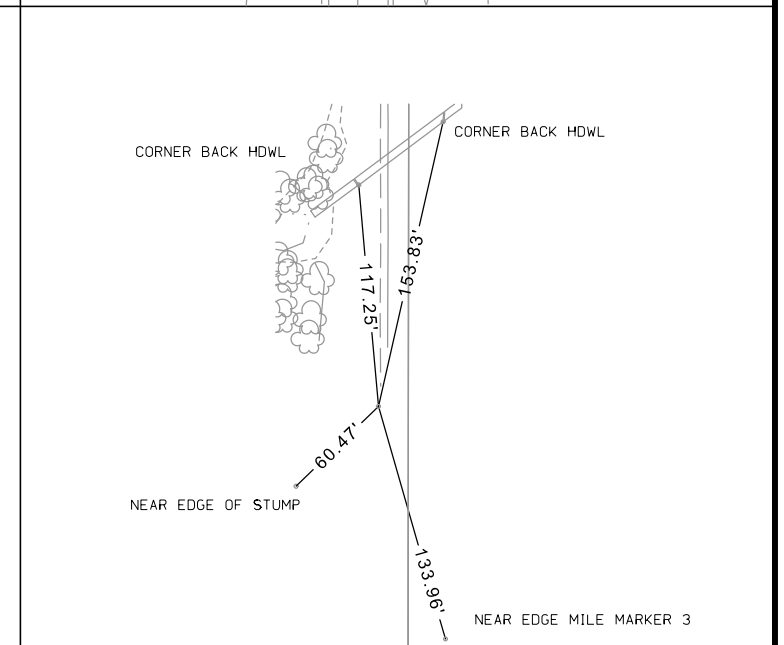 CORNER BACK HDWL
CORNER BACK HDWL
153.83'
117.25'
60.47'
NEAR EDGE OF STUMP
133.96'
NEAR EDGE MILE MARKER 3